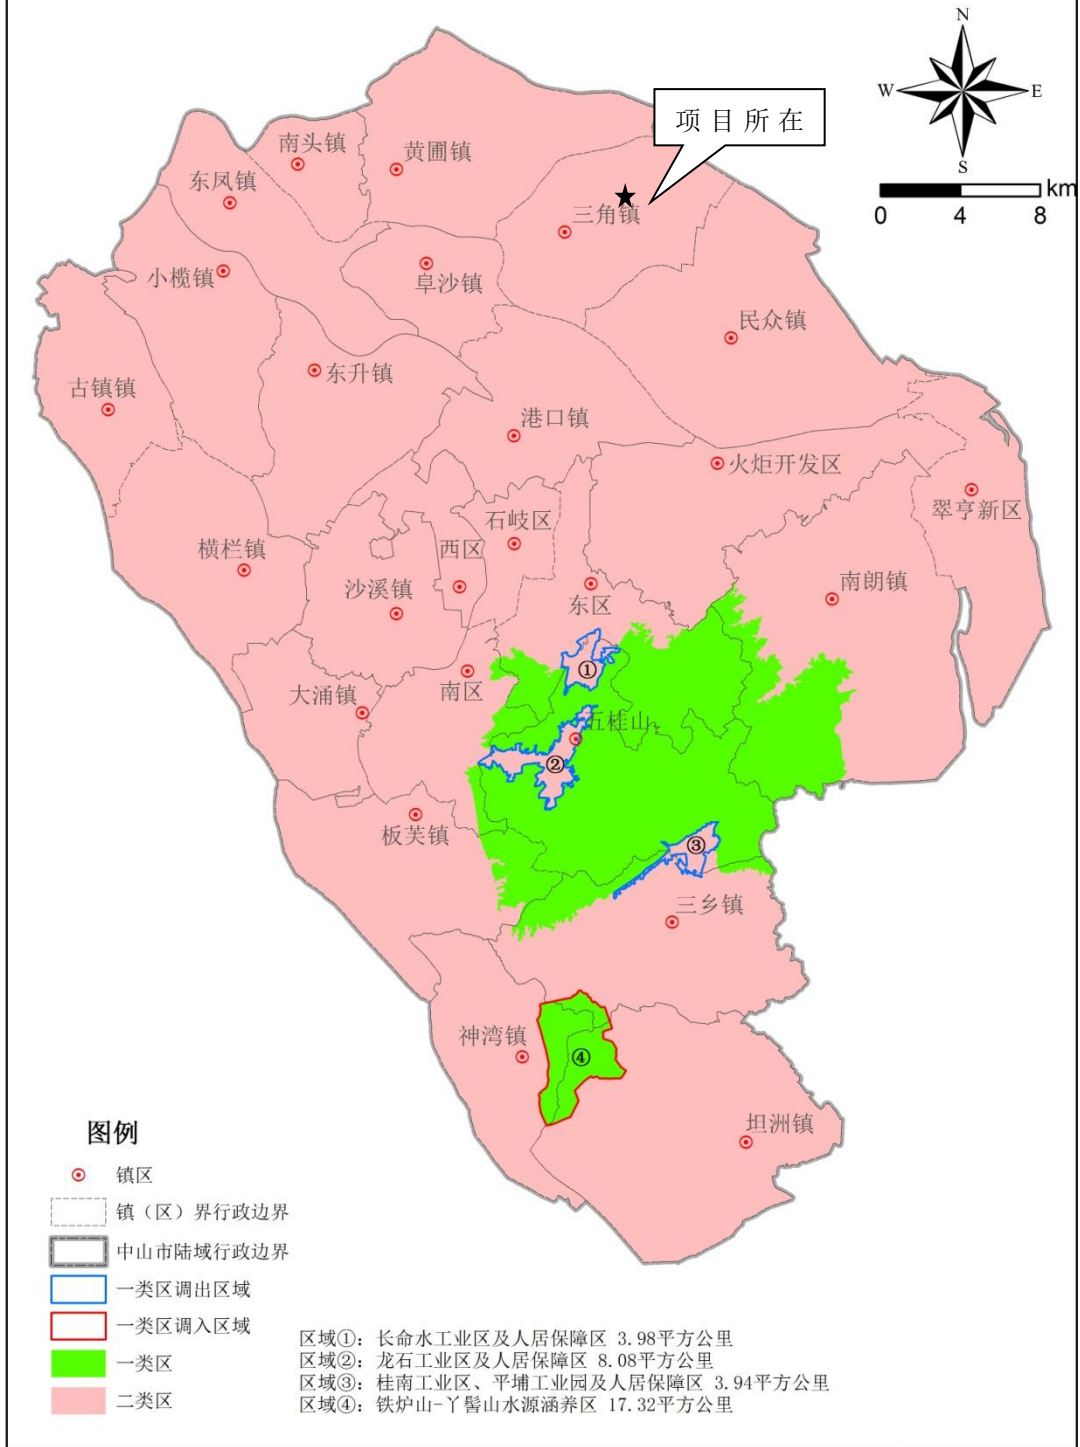 N
W
E
S
km
0 4 8
项目所在
南头镇
黄圃镇
东凤镇
三角镇
小榄镇
阜沙镇
民众镇
东升镇
古镇镇
港口镇
火炬开发区
翠亨新区
石岐区
西区
横栏镇
沙溪镇
东区
南朗镇
①
大涌镇
南区
五桂山
②
板芙镇
③
三乡镇
神湾镇
④
坦洲镇
图例
镇区
镇（区）界行政边界
中山市陆域行政边界
一类区调出区域
一类区调入区域
一类区
二类区
区域①：长命水工业区及人居保障区 3.98平方公里
区域②：龙石工业区及人居保障区 8.08平方公里
区域③：桂南工业区、平埔工业园及人居保障区 3.94平方公里
区域④：铁炉山-丫髻山水源涵养区 17.32平方公里